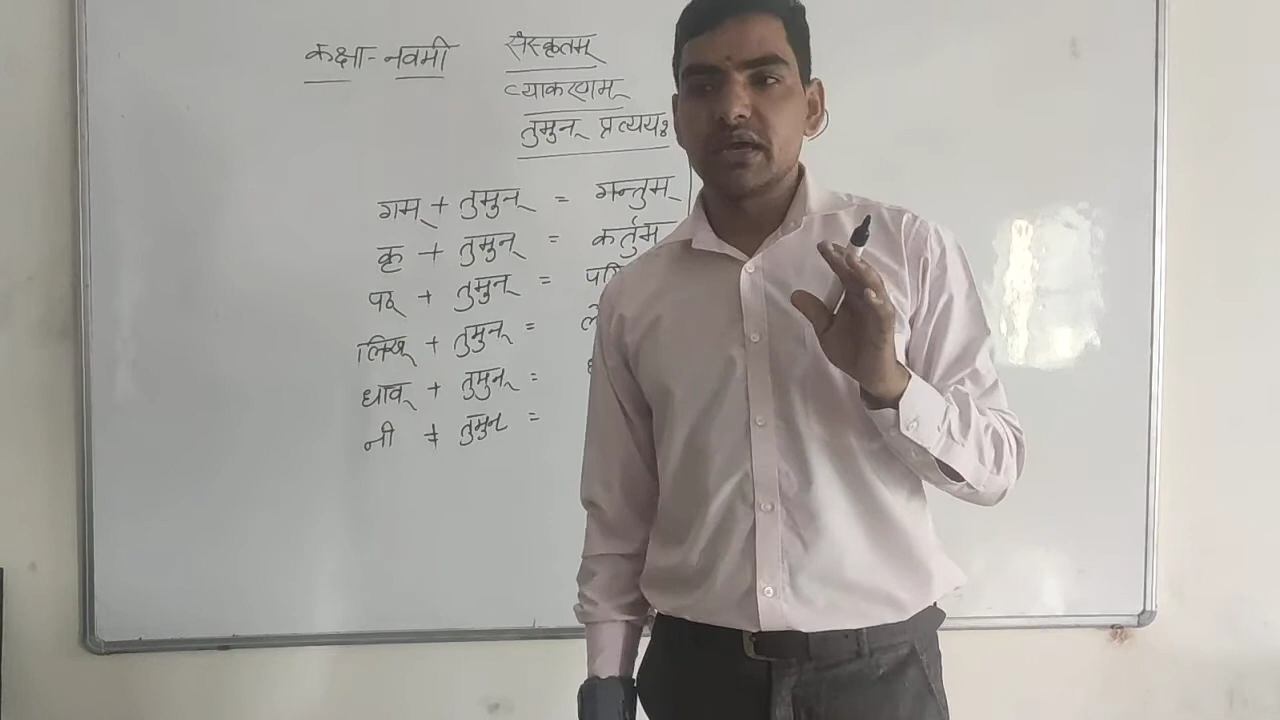 कक्षा-नवमी संस्कृतम्
व्याकरणम्
तुमुन् प्रत्ययः
गम् + तुमुन् = गन्तुम्
कृ + तुमुन् = कर्तुम्
पठ् + तुमुन् =
लिख् + तुमुन् =
धाव् + तुमुन् =
नी + तुमुन् =